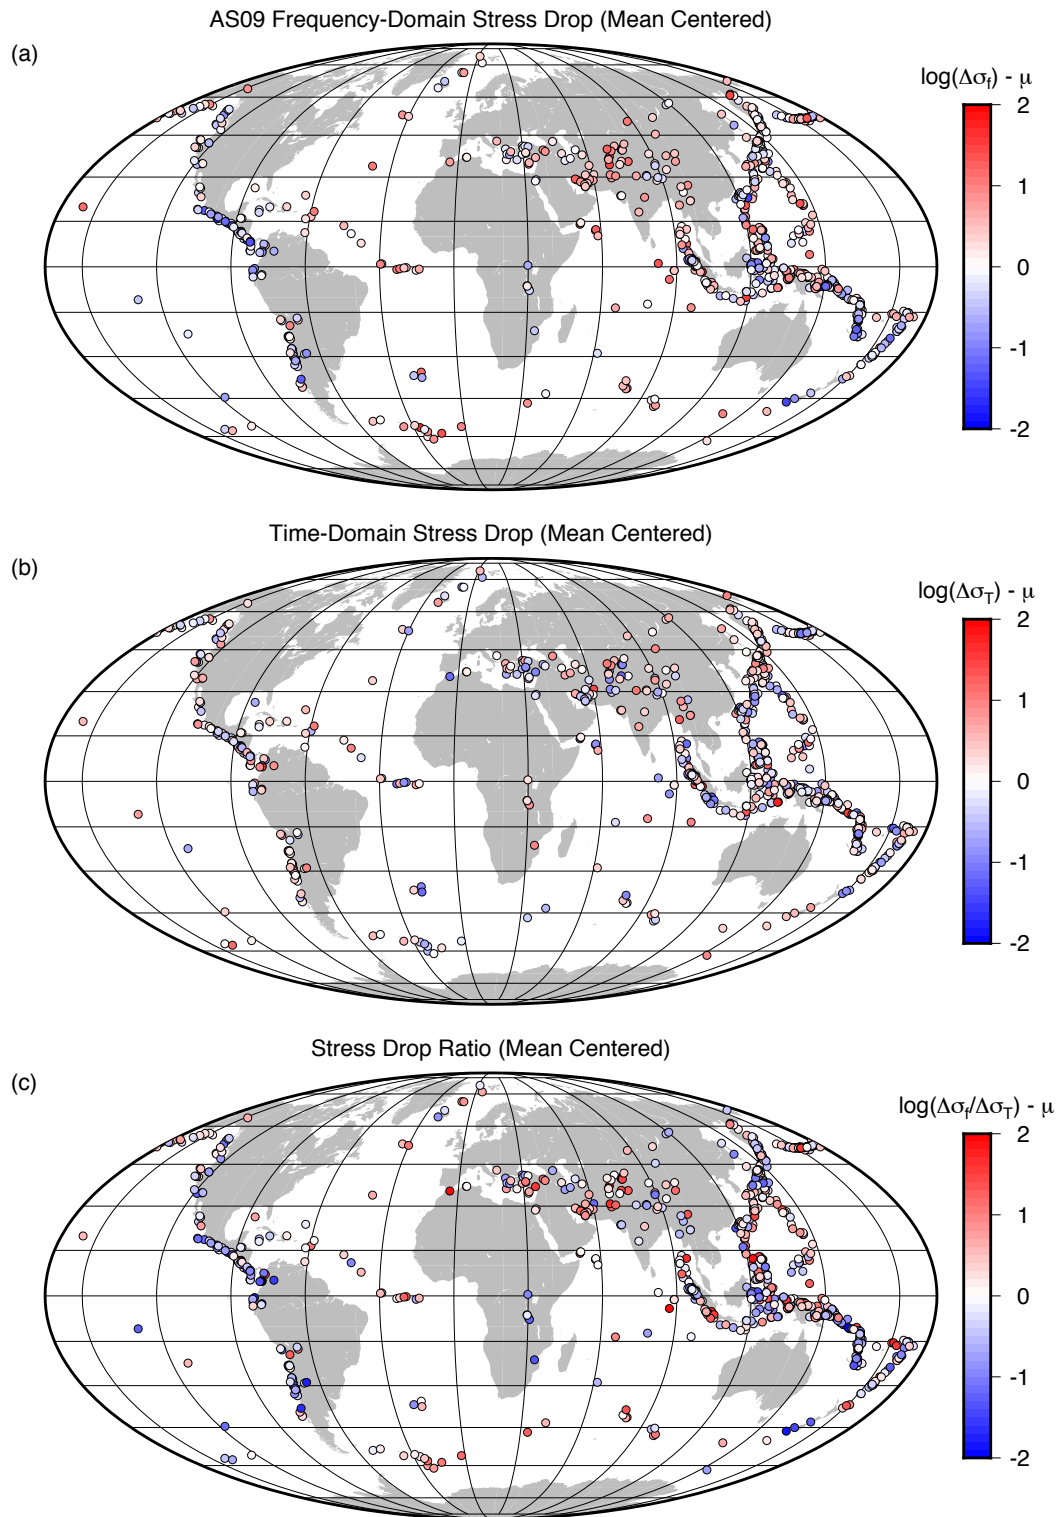 AS09 Frequency-Domain Stress Drop (Mean Centered)
(a)
log(Δσf) - μ
2
1
0
-1
-2
Time-Domain Stress Drop (Mean Centered)
(b)
log(ΔσT) - μ
2
1
0
-1
-2
Stress Drop Ratio (Mean Centered)
(c)
log(Δσf/ΔσT) - μ
2
1
0
-1
-2